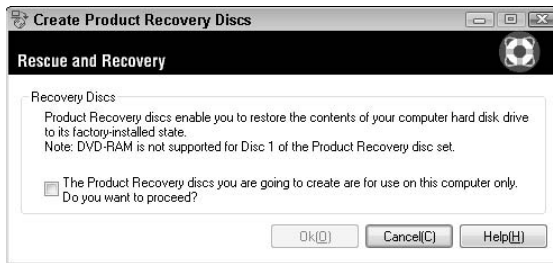 Create Product Recovery Discs
Rescue and Recovery
Recovery Discs
Product Recovery discs enable you to restore the contents of your computer hard disk drive
to its factory-installed state.
Note: DVD-RAM is not supported for Disc 1 of the Product Recovery disc set.
The Product Recovery discs you are going to create are for use on this computer only.
Do you want to proceed?
Ok(O) Cancel(C) Help(H)